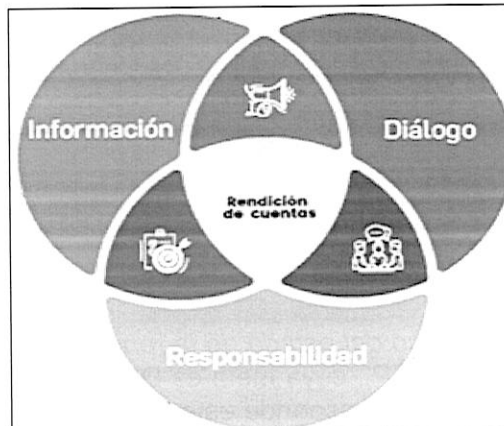 Información
Diálogo
Rendición
de cuentas
Responsabilidad